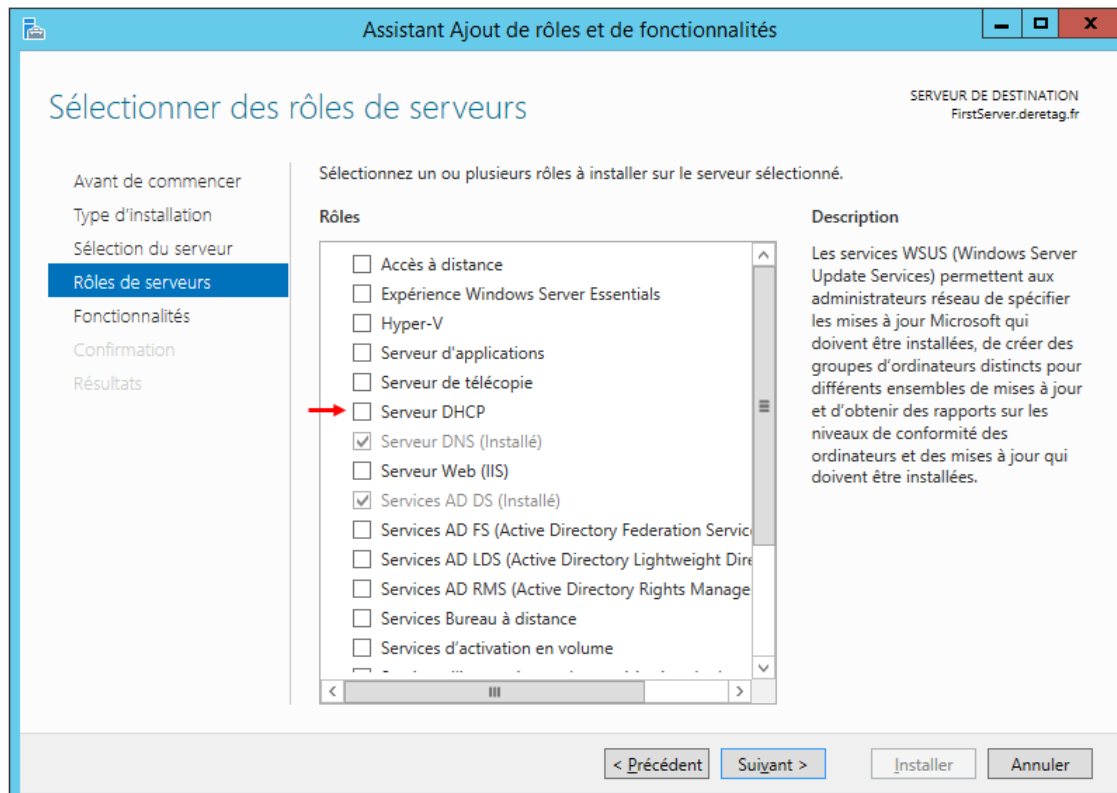 Assistant Ajout de rôles et de fonctionnalités
Sélectionner des rôles de serveurs
SERVEUR DE DESTINATION
FirstServer.deretag.fr
Avant de commencer
Type d'installation
Sélection du serveur
Rôles de serveurs
Fonctionnalités
Confirmation
Résultats
Sélectionnez un ou plusieurs rôles à installer sur le serveur sélectionné.
Rôles
Accès à distance
Expérience Windows Server Essentials
Hyper-V
Serveur d'applications
Serveur de télécopie
Serveur DHCP
Serveur DNS (Installé)
Serveur Web (IIS)
Services AD DS (Installé)
Services AD FS (Active Directory Federation Servic
Services AD LDS (Active Directory Lightweight Dire
Services AD RMS (Active Directory Rights Manage
Services Bureau à distance
Services d'activation en volume
Description
Les services WSUS (Windows Server
Update Services) permettent aux
administrateurs réseau de spécifier
les mises à jour Microsoft qui
doivent être installées, de créer des
groupes d'ordinateurs distincts pour
différents ensembles de mises à jour
et d'obtenir des rapports sur les
niveaux de conformité des
ordinateurs et des mises à jour qui
doivent être installées.
< Précédent
Suivant >
Installer
Annuler